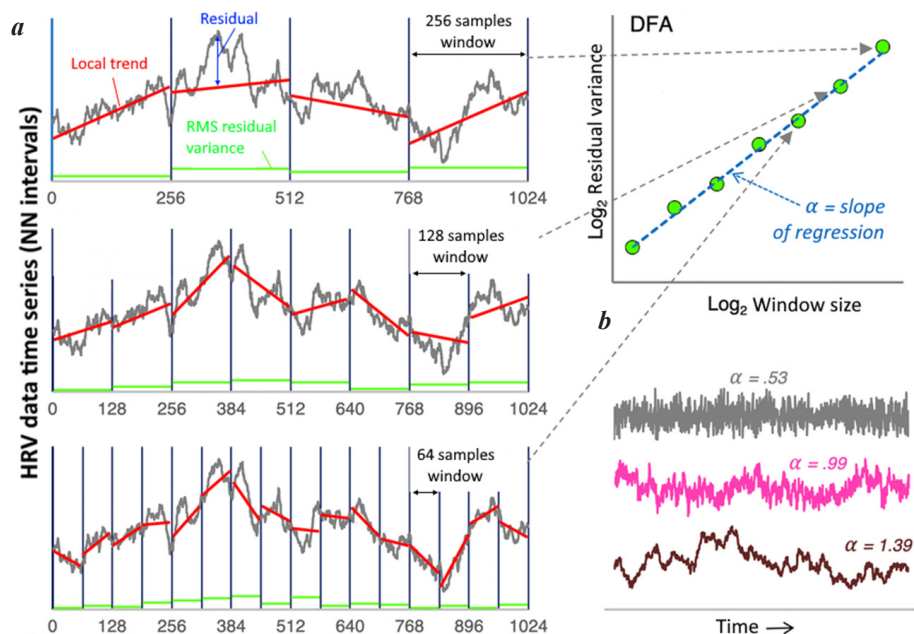 a
HRV data time series (NN intervals)
Residual
Local trend
256 samples
window
RMS residual
variance
0 256 512 768 1024
128 samples
window
0 128 256 384 512 640 768 896 1024
64 samples
window
0 128 256 384 512 640 768 896 1024
DFA
Log2 Residual variance
α = slope
of regression
Log2 Window size
b
α = .53
α = .99
α = 1.39
Time →